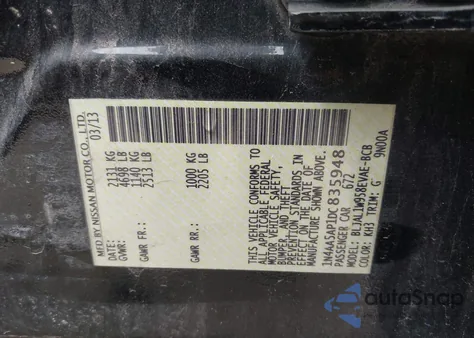 MFD BY NISSAN MOTOR CO., LTD.
03/13
DATE: 2131 KG
GVWR: 4698 LB
GAWR FR: 1140 KG
2513 LB
GAWR RR: 1000 KG
2205 LB
THIS VEHICLE CONFORMS TO
ALL APPLICABLE FEDERAL
MOTOR VEHICLE SAFETY,
BUMPER, AND THEFT
PREVENTION STANDARDS IN
EFFECT ON THE DATE OF
MANUFACTURE SHOWN ABOVE.
1N4AA5AP1DC835948
PASSENGER CAR 672
MODEL: BLJALLW958EVAE-BCB
COLOR: KH3 TRIM: G 9N00A
autoSnap